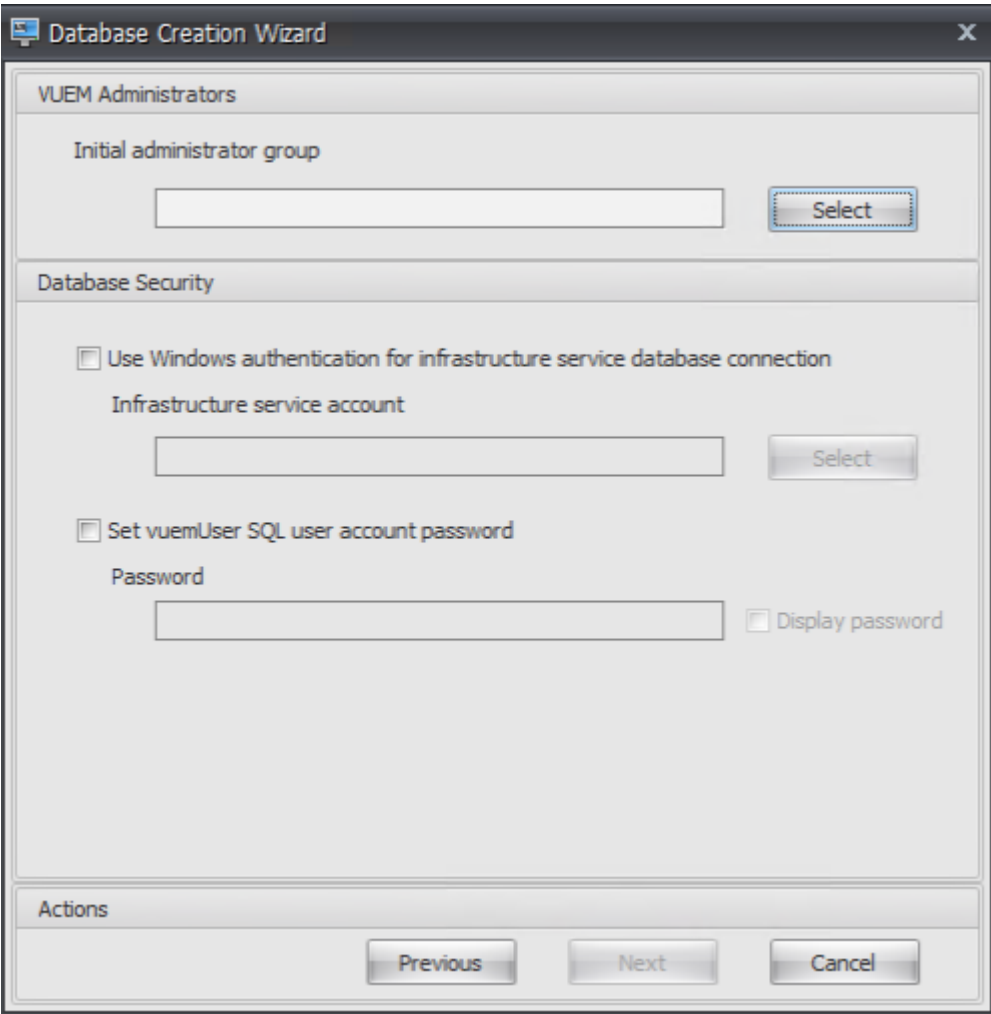 Database Creation Wizard
VUEM Administrators
Initial administrator group
Select
Database Security
Use Windows authentication for infrastructure service database connection
Infrastructure service account
Select
Set vuemUser SQL user account password
Password
Display password
Actions
Previous Next Cancel